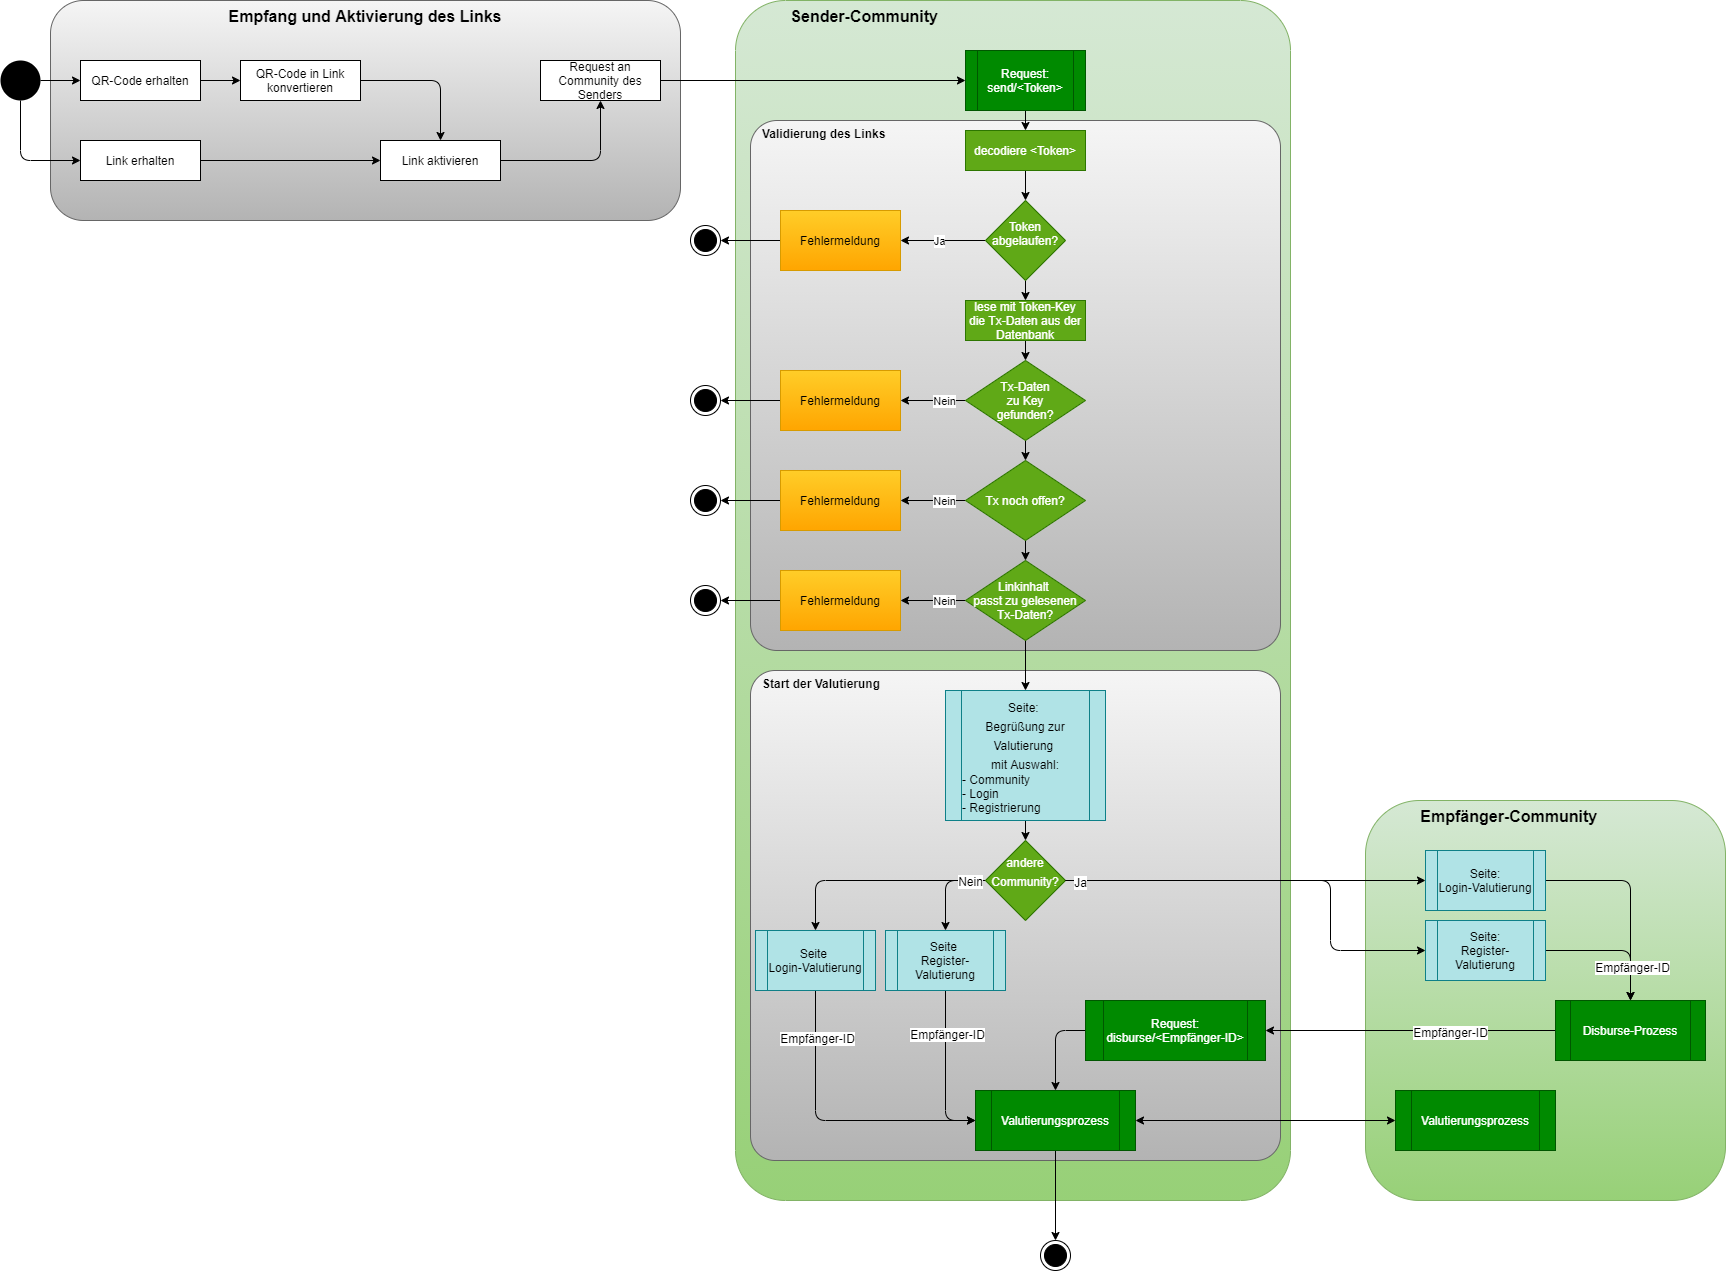 Empfang und Aktivierung des Links
QR-Code erhalten
QR-Code in Link
konvertieren
Request an
Community des
Senders
Link erhalten
Link aktivieren
Sender-Community
Request:
send/<Token>
Validierung des Links
decodiere <Token>
Token
abgelaufen?
Ja
Fehlermeldung
lese mit Token-Key
die Tx-Daten aus der
Datenbank
Tx-Daten
zu Key
gefunden?
Nein
Fehlermeldung
Tx noch offen?
Nein
Fehlermeldung
Linkinhalt
passt zu gelesenen
Tx-Daten?
Nein
Fehlermeldung
Start der Valutierung
Seite:
Begrüßung zur
Valutierung
mit Auswahl:
- Community
- Login
- Registrierung
andere
Community?
Nein
Ja
Seite
Login-Valutierung
Seite
Register-
Valutierung
Empfänger-ID
Empfänger-ID
Request:
disburse/<Empfänger-ID>
Valutierungsprozess
Empfänger-Community
Seite:
Login-Valutierung
Seite:
Register-
Valutierung
Empfänger-ID
Disburse-Prozess
Empfänger-ID
Valutierungsprozess